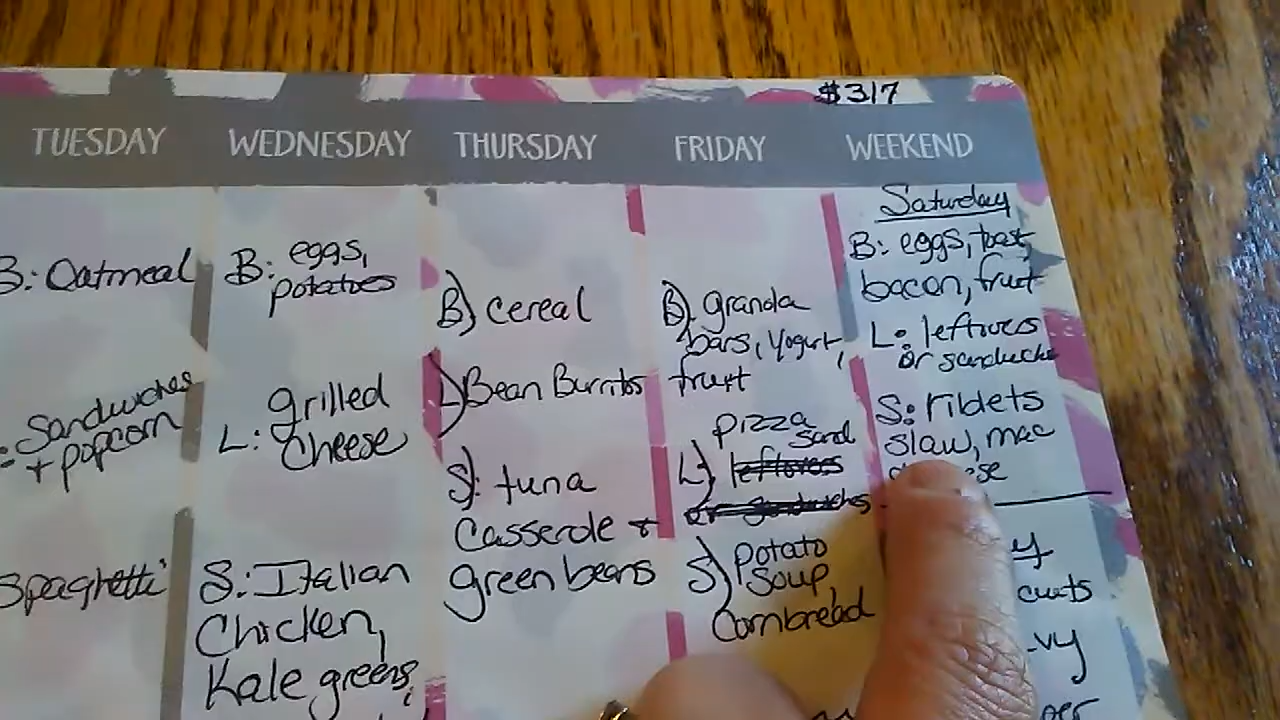 $317
TUESDAY WEDNESDAY THURSDAY FRIDAY WEEKEND
B: Oatmeal
Sandwiches
+ popcorn
Spaghetti
B: eggs,
potatoes
grilled
L: Cheese
S: Italian
Chicken,
Kale greens,
B) cereal
L) Bean Burritos
S): tuna
Casserole +
green beans
B). granola
bars, yogurt,
fruit
pizza
sand
L) leftovers
or sandwiches
S) potato
soup
Cornbread
Saturday
B: eggs, toast,
bacon, fruit
L: leftovers
or sandwiches
S: riblets
slaw, mac